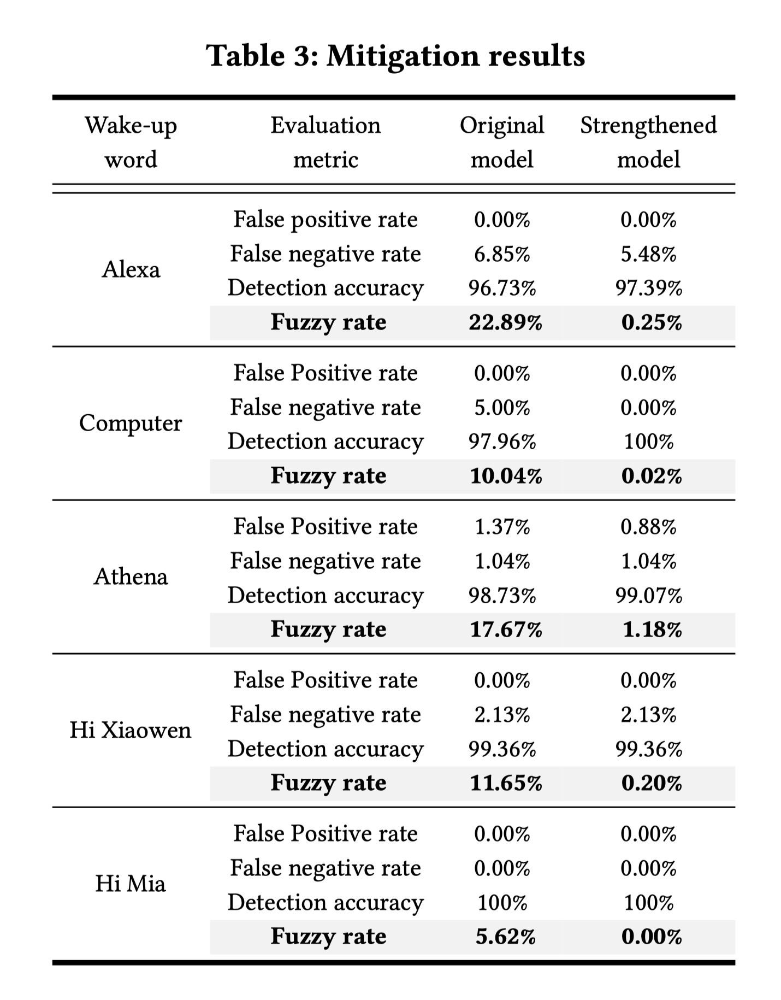 Table 3: Mitigation results
Wake-up word Evaluation metric Original model Strengthened model
Alexa
False positive rate 0.00% 0.00%
False negative rate 6.85% 5.48%
Detection accuracy 96.73% 97.39%
Fuzzy rate 22.89% 0.25%
Computer
False Positive rate 0.00% 0.00%
False negative rate 5.00% 0.00%
Detection accuracy 97.96% 100%
Fuzzy rate 10.04% 0.02%
Athena
False Positive rate 1.37% 0.88%
False negative rate 1.04% 1.04%
Detection accuracy 98.73% 99.07%
Fuzzy rate 17.67% 1.18%
Hi Xiaowen
False Positive rate 0.00% 0.00%
False negative rate 2.13% 2.13%
Detection accuracy 99.36% 99.36%
Fuzzy rate 11.65% 0.20%
Hi Mia
False Positive rate 0.00% 0.00%
False negative rate 0.00% 0.00%
Detection accuracy 100% 100%
Fuzzy rate 5.62% 0.00%